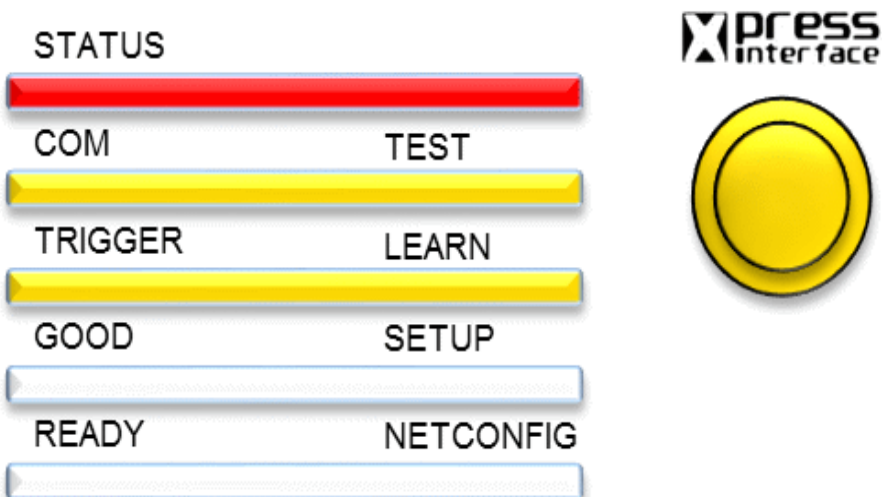 STATUS
Xpress
interface
COM TEST
TRIGGER LEARN
GOOD SETUP
READY NETCONFIG